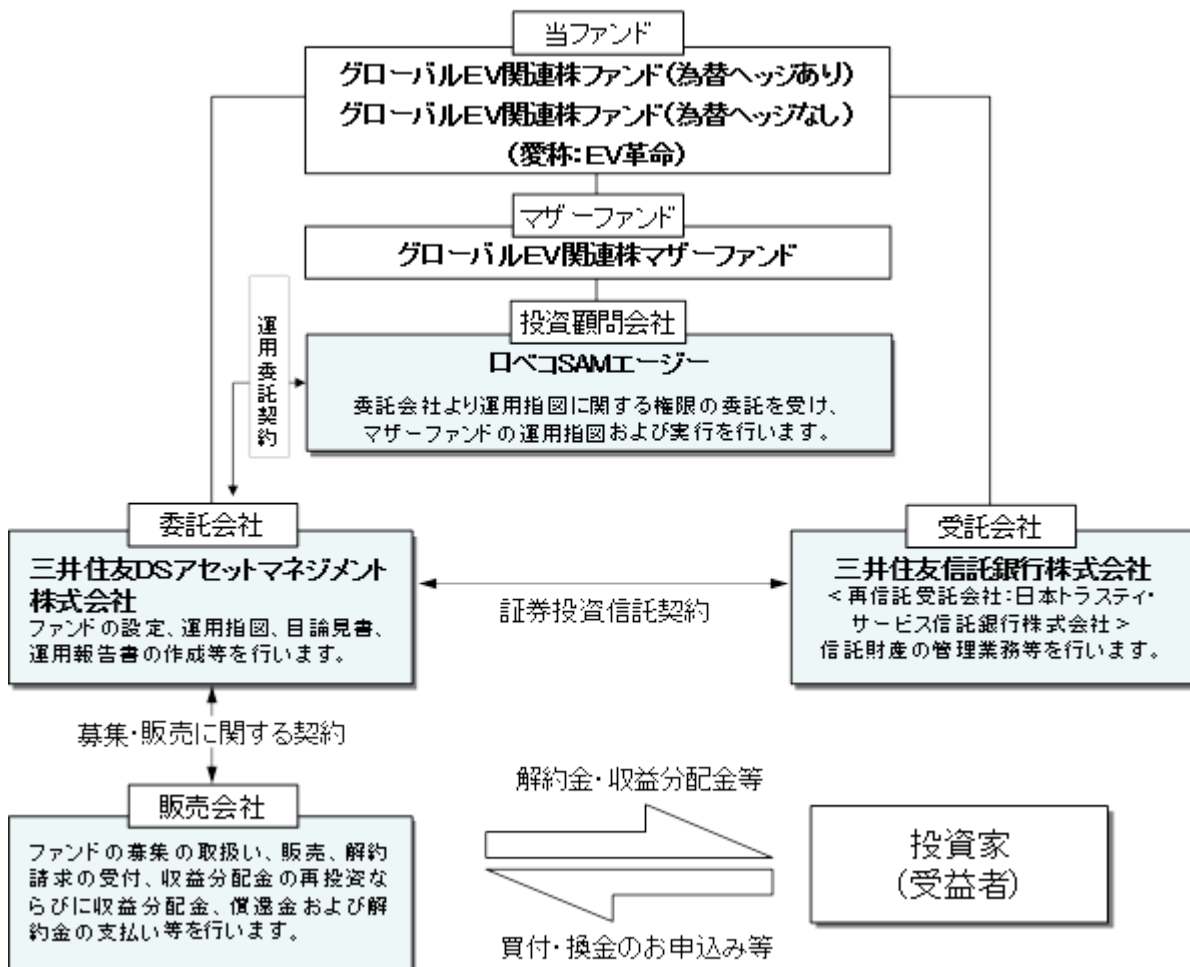 当ファンド
グローバルEV関連株ファンド(為替ヘッジあり)
グローバルEV関連株ファンド(為替ヘッジなし)
(愛称:EV革命)
マザーファンド
グローバルEV関連株マザーファンド
運用委託契約
投資顧問会社
ロベコSAMエージー
委託会社より運用指図に関する権限の委託を受け、
マザーファンドの運用指図および実行を行います。
委託会社
三井住友DSアセットマネジメント
株式会社
ファンドの設定、運用指図、目論見書、
運用報告書の作成等を行います。
証券投資信託契約
受託会社
三井住友信託銀行株式会社
<再信託受託会社:日本トラスティ・
サービス信託銀行株式会社>
信託財産の管理業務等を行います。
募集・販売に関する契約
販売会社
ファンドの募集の取扱い、販売、解約
請求の受付、収益分配金の再投資な
らびに収益分配金、償還金および解
約金の支払い等を行います。
解約金・収益分配金等
買付・換金のお申込み等
投資家
(受益者)